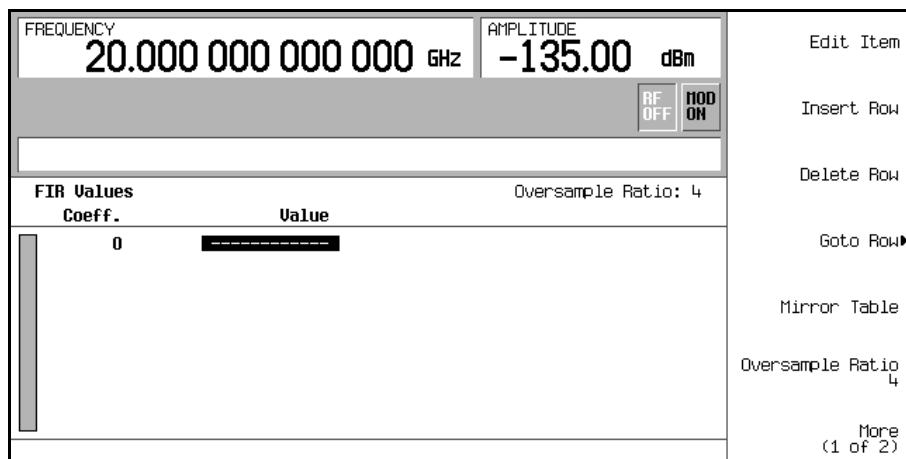 FREQUENCY
20.000 000 000 000 GHz
AMPLITUDE
-135.00 dBm
RF OFF
MOD ON
FIR Values
Oversample Ratio: 4
Coeff. Value
0 ------------
Edit Item
Insert Row
Delete Row
Goto Row
Mirror Table
Oversample Ratio
4
More
(1 of 2)